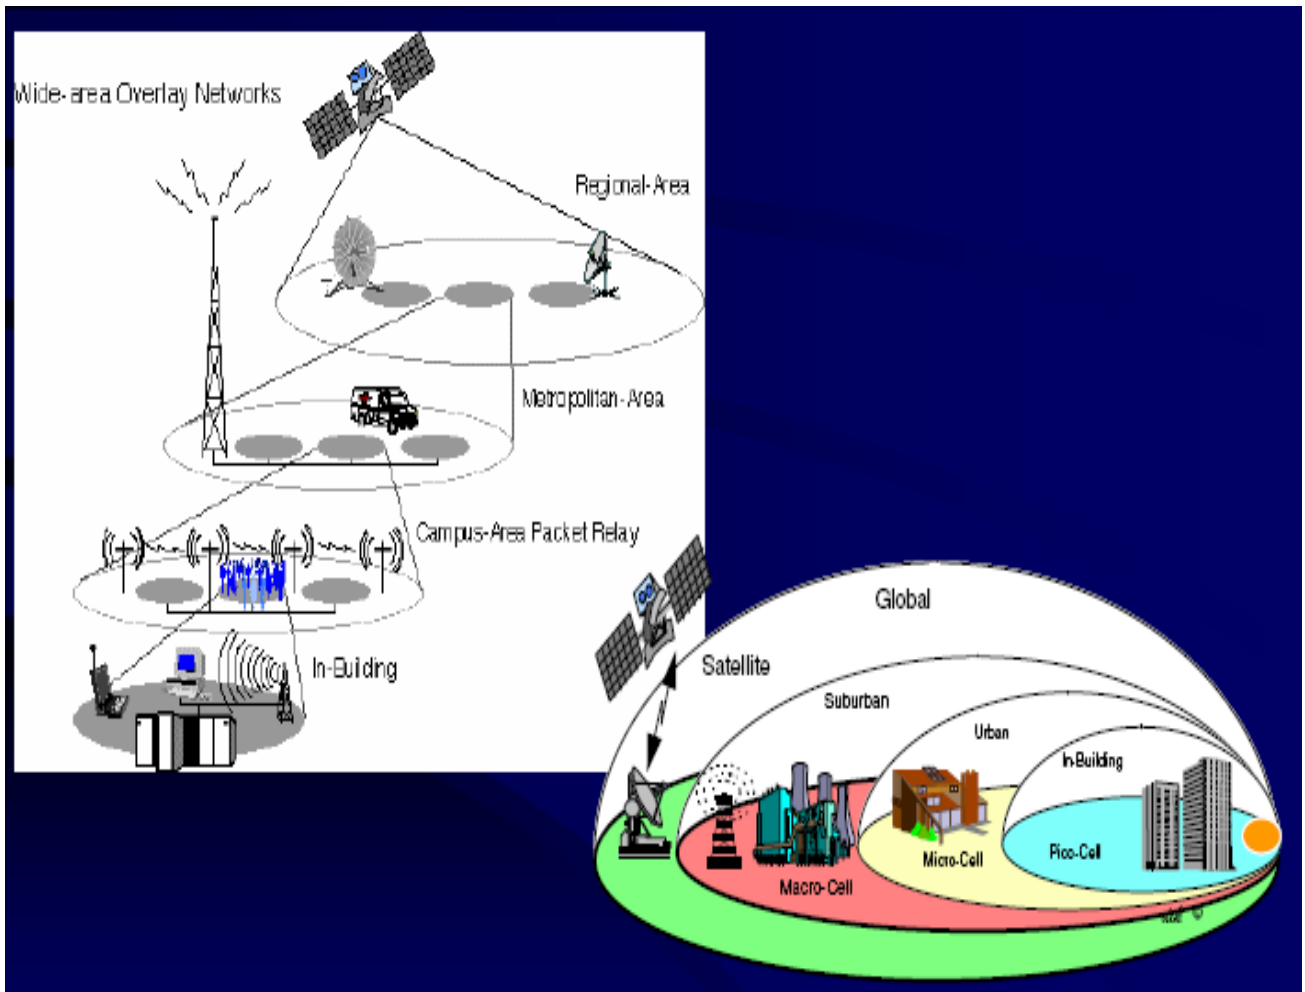 Wide-area Overlay Networks
Regional-Area
Metropolitan-Area
Campus-Area Packet Relay
In-Building
Global
Satellite
Suburban
Urban
In-Building
Pico-Cell
Micro-Cell
Macro-Cell